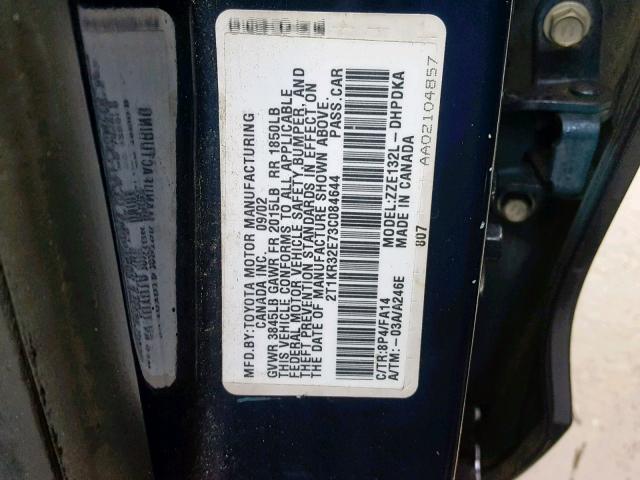 MFD.BY:TOYOTA MOTOR MANUFACTURING
CANADA INC. 09/02
GVWR 3845LB GAWR FR 2015LB RR 1850LB
THIS VEHICLE CONFORMS TO ALL APPLICABLE
FEDERAL MOTOR VEHICLE SAFETY, BUMPER, AND
THEFT PREVENTION STANDARDS IN EFFECT ON
THE DATE OF MANUFACTURE SHOWN ABOVE.
2T1KR32E73C084644 PASS.CAR
C/TR:8P4/FA14 MODEL:ZZE132L-DHPDKA
A/TM:-03A/A246E MADE IN CANADA
807 AA02104857